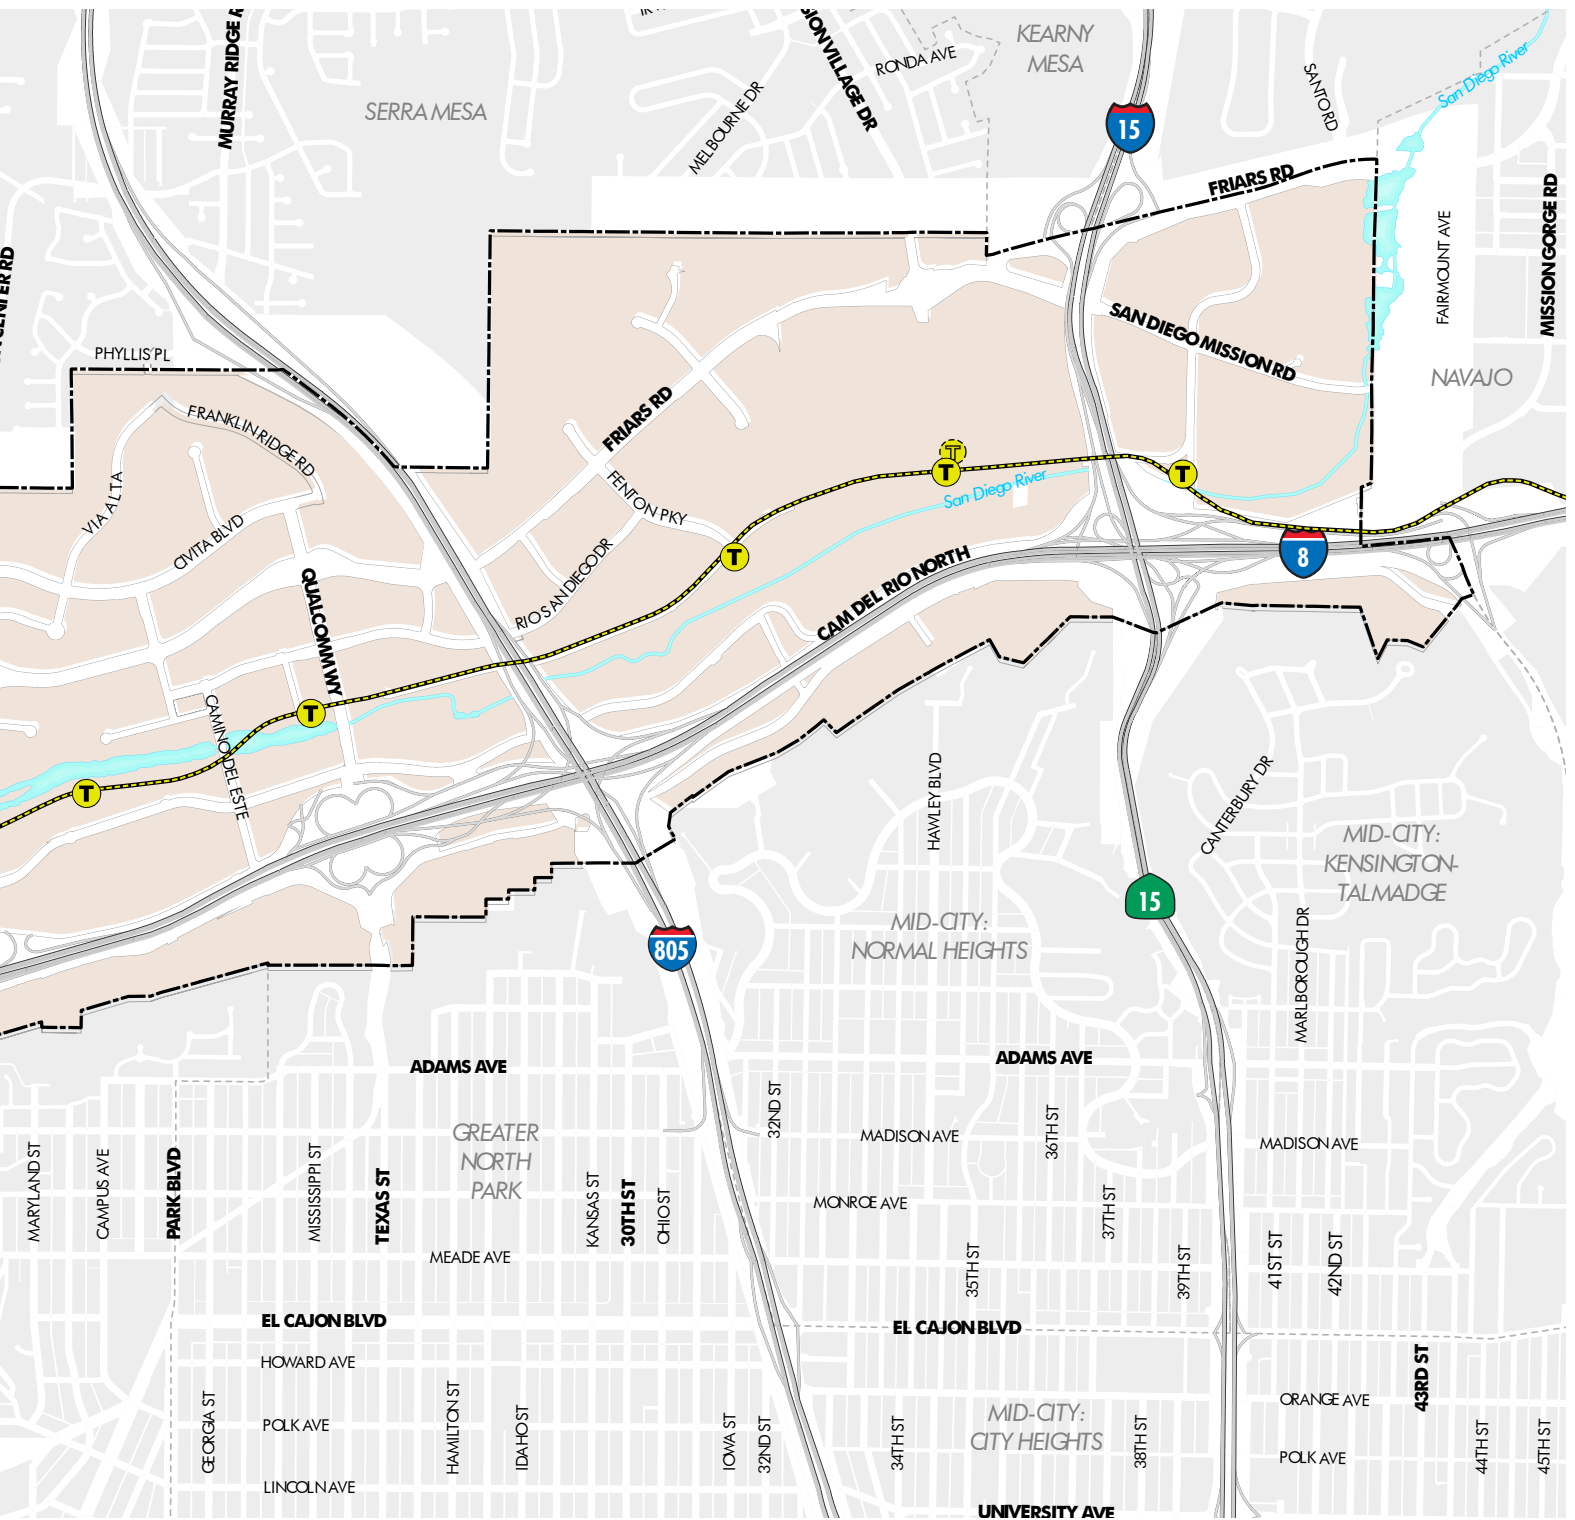 KEARNY
MESA
SERRA MESA
MURRAY RIDGE
RONDA AVE
MELBOURNE DR
VILLAGE DR
SANTO RD
San Diego River
15
FRIARS RD
FAIRMOUNT AVE
MISSION GORGE RD
NAVAJO
SAN DIEGO MISSION RD
PHYLLIS PL
FRANKLIN RIDGE RD
VIA ALTA
CIVITA BLVD
QUALCOMM WY
FRIARS RD
FENTON PKY
RIO SAN DIEGO DR
T
T
T
T
T
T
San Diego River
8
CAM DEL RIO NORTH
CAMINO DEL ESTE
HAWLEY BLVD
CANTERBURY DR
MID-CITY:
KENSINGTON-
TALMADGE
15
805
MID-CITY:
NORMAL HEIGHTS
MARLBOROUGH DR
ADAMS AVE
ADAMS AVE
GREATER
NORTH
PARK
32ND ST
MADISON AVE
36TH ST
MADISON AVE
MARYLAND ST
CAMPUS AVE
PARK BLVD
MISSISSIPPI ST
TEXAS ST
KANSAS ST
30TH ST
OHIO ST
MONROE AVE
37TH ST
MEADE AVE
35TH ST
39TH ST
41ST ST
42ND ST
EL CAJON BLVD
EL CAJON BLVD
HOWARD AVE
GEORGIA ST
POLK AVE
HAMILTON ST
IDAHO ST
IOWA ST
32ND ST
34TH ST
MID-CITY:
CITY HEIGHTS
38TH ST
ORANGE AVE
43RD ST
POLK AVE
44TH ST
45TH ST
LINCOLN AVE
UNIVERSITY AVE